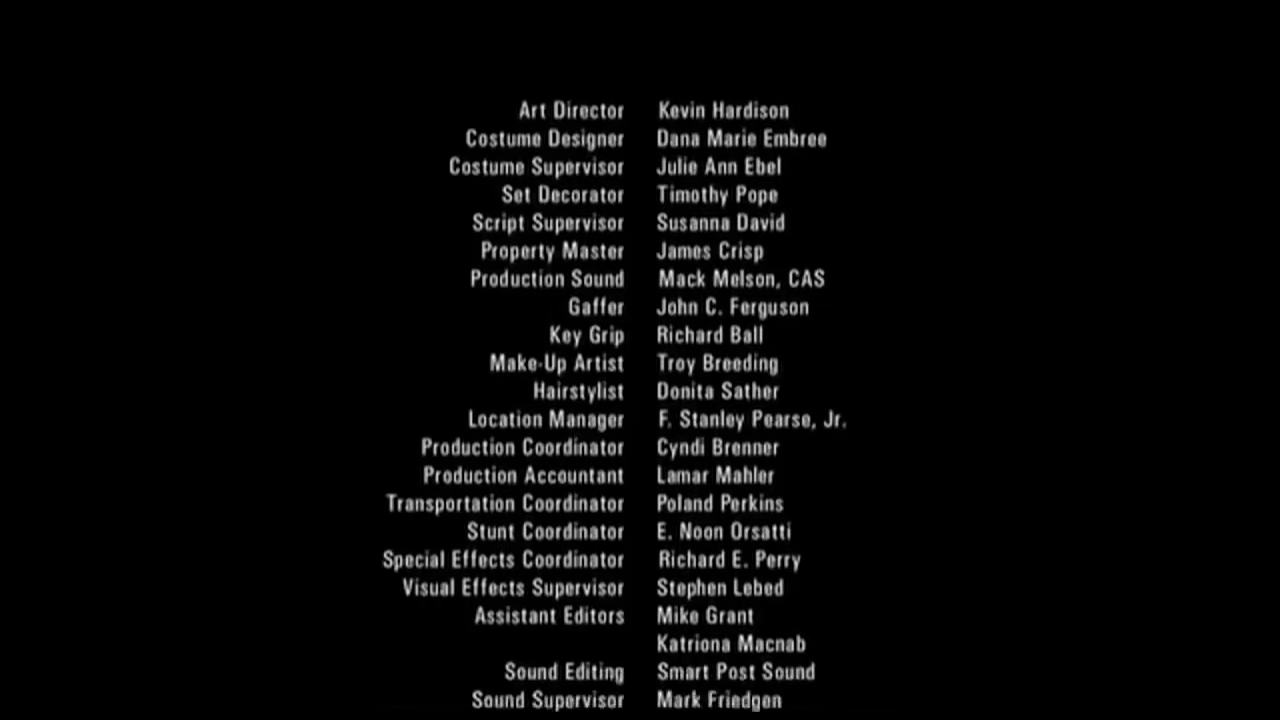 Art Director Kevin Hardison
Costume Designer Dana Marie Embree
Costume Supervisor Julie Ann Ebel
Set Decorator Timothy Pope
Script Supervisor Susanna David
Property Master James Crisp
Production Sound Mack Melson, CAS
Gaffer John C. Ferguson
Key Grip Richard Ball
Make-Up Artist Troy Breeding
Hairstylist Donita Sather
Location Manager F. Stanley Pearse, Jr.
Production Coordinator Cyndi Brenner
Production Accountant Lamar Mahler
Transportation Coordinator Poland Perkins
Stunt Coordinator E. Noon Orsatti
Special Effects Coordinator Richard E. Perry
Visual Effects Supervisor Stephen Lebed
Assistant Editors Mike Grant
Katriona Macnab
Sound Editing Smart Post Sound
Sound Supervisor Mark Friedgen